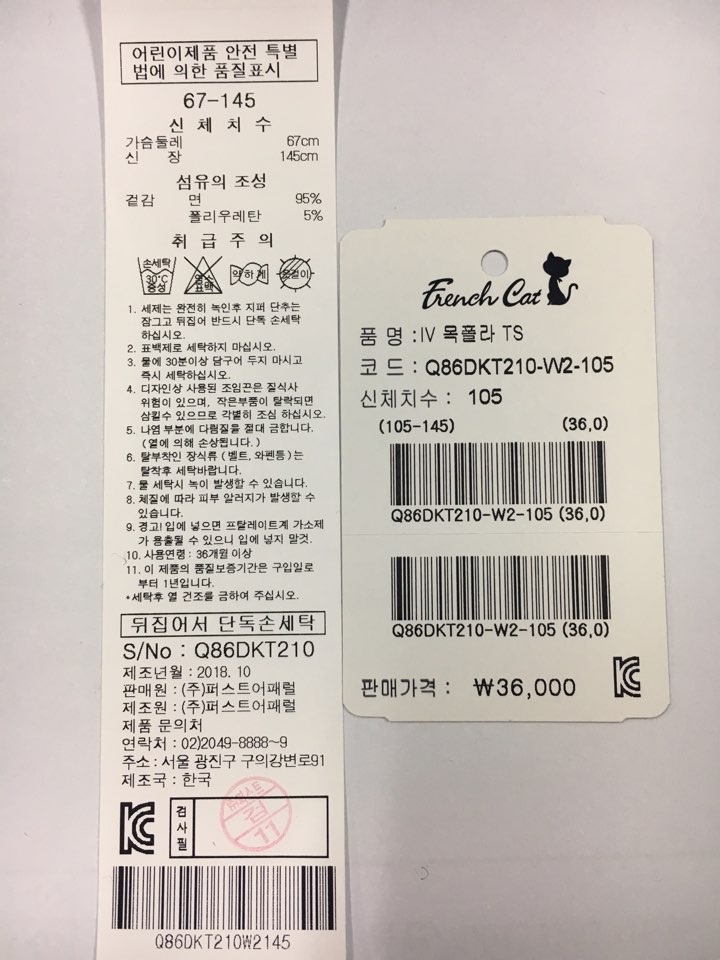 어린이제품 안전 특별
법에 의한 품질표시
67-145
신 체 치 수
가슴둘레 67cm
신 장 145cm
섬유의 조성
겉감 면 95%
폴리우레탄 5%
취 급 주 의
손세탁 30°C 중성 염소 표백 약하게 옷걸이
1. 세제는 완전히 녹인후 지퍼 단추는
잠그고 뒤집어 반드시 단독 손세탁
하십시오.
2. 표백제로 세탁하지 마십시오.
3. 물에 30분이상 담구어 두지 마시고
즉시 세탁하십시오.
4. 디자인상 사용된 조임끈은 질식사
위험이 있으며, 작은부품이 탈락되면
삼킬수 있으므로 각별히 조심 하십시오.
5. 나염 부분에 다림질을 절대 금합니다.
(열에 의해 손상됩니다.)
6. 탈부착인 장식류 (벨트, 와펜등)는
탈착후 세탁바랍니다.
7. 물 세탁시 녹이 발생할 수 있습니다.
8. 체질에 따라 피부 알러지가 발생할 수
있습니다.
9. 경고! 입에 넣으면 프탈레이트계 가소제
가 용출될 수 있으니 입에 넣지 말것.
10. 사용연령 : 36개월 이상
11. 이 제품의 품질보증기간은 구입일로
부터 1년입니다.
*세탁후 열 건조를 금하여 주십시오.
뒤집어서 단독손세탁
S/No : Q86DKT210
제조년월 : 2018. 10
판매원 : (주)퍼스트어패럴
제조원 : (주)퍼스트어패럴
제품 문의처
연락처 : 02)2049-8888~9
주소 : 서울 광진구 구의강변로91
제조국 : 한국
검사필
11
Q86DKT210W2145
French Cat
품 명 : IV 목폴라 TS
코 드 : Q86DKT210-W2-105
신체치수 : 105
(105-145) (36,0)
Q86DKT210-W2-105 (36,0)
Q86DKT210-W2-105 (36,0)
판매가격 : ₩36,000